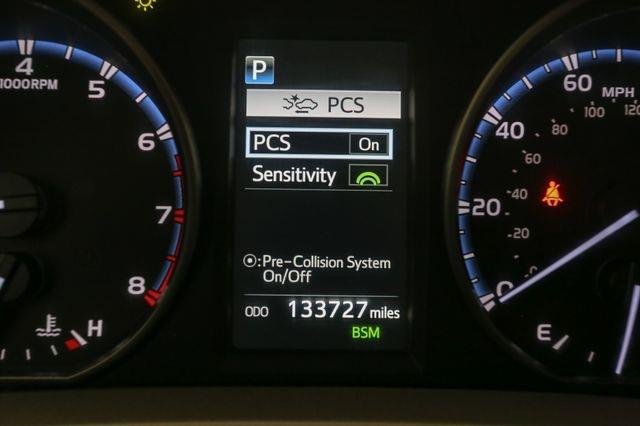 P
PCS
PCS On
Sensitivity
:Pre-Collision System
On/Off
ODO 133727 miles
BSM
4
1000RPM
5
6
7
8
H
60
MPH
100 120
80
40
60
40
20
20
0
E